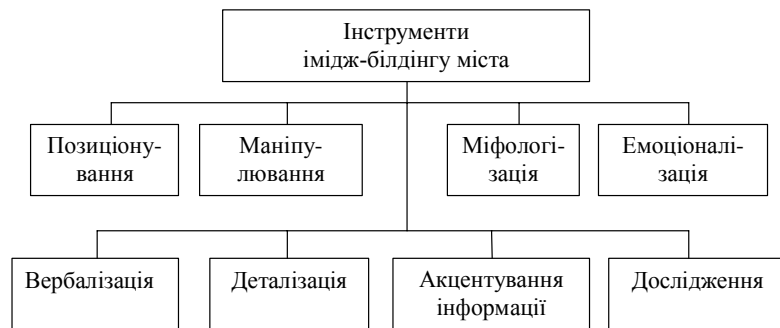 Інструменти
імідж-білдінгу міста
Позиціону-
вання
Маніпу-
лювання
Міфологі-
зація
Емоціоналі-
зація
Вербалізація
Деталізація
Акцентування
інформації
Дослідження